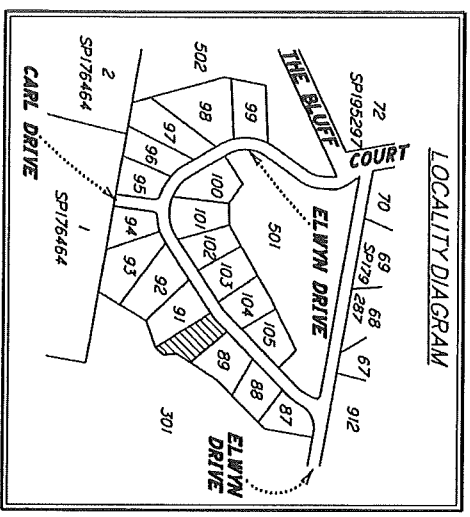 LOCALITY DIAGRAM
72
SP195297
THE BLUFF
COURT
70
69
SP179
287
68
67
912
502
99
98
97
96
95
100
101
102
103
104
105
501
ELWYN DRIVE
2
SP176464
CARL DRIVE
1
SP176464
94
93
92
91
89
88
87
301
ELWYN
DRIVE